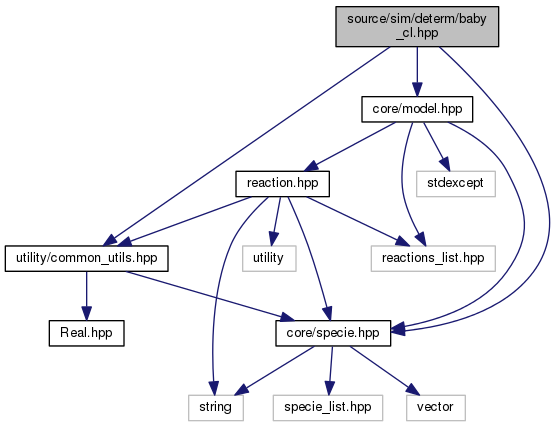 source/sim/determ/baby
_cl.hpp
core/model.hpp
reaction.hpp
stdexcept
utility/common_utils.hpp
utility
reactions_list.hpp
Real.hpp
core/specie.hpp
string
specie_list.hpp
vector